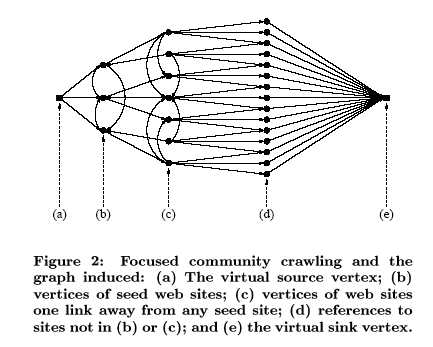 (a) (b) (c) (d) (e)
Figure 2: Focused community crawling and the
graph induced: (a) The virtual source vertex; (b)
vertices of seed web sites; (c) vertices of web sites
one link away from any seed site; (d) references to
sites not in (b) or (c); and (e) the virtual sink vertex.